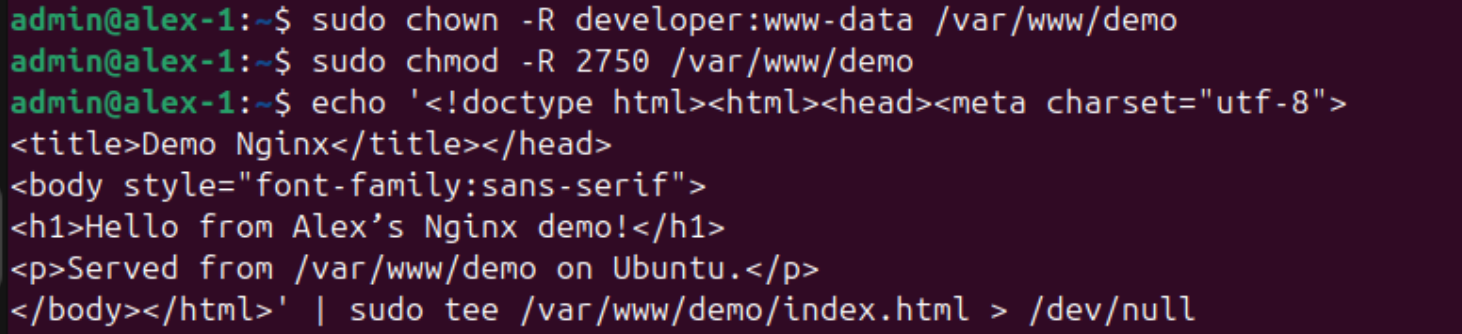 admin@alex-1:~$ sudo chown -R developer:www-data /var/www/demo
admin@alex-1:~$ sudo chmod -R 2750 /var/www/demo
admin@alex-1:~$ echo '<!doctype html><html><head><meta charset="utf-8">
<title>Demo Nginx</title></head>
<body style="font-family:sans-serif">
<h1>Hello from Alex’s Nginx demo!</h1>
<p>Served from /var/www/demo on Ubuntu.</p>
</body></html>' | sudo tee /var/www/demo/index.html > /dev/null